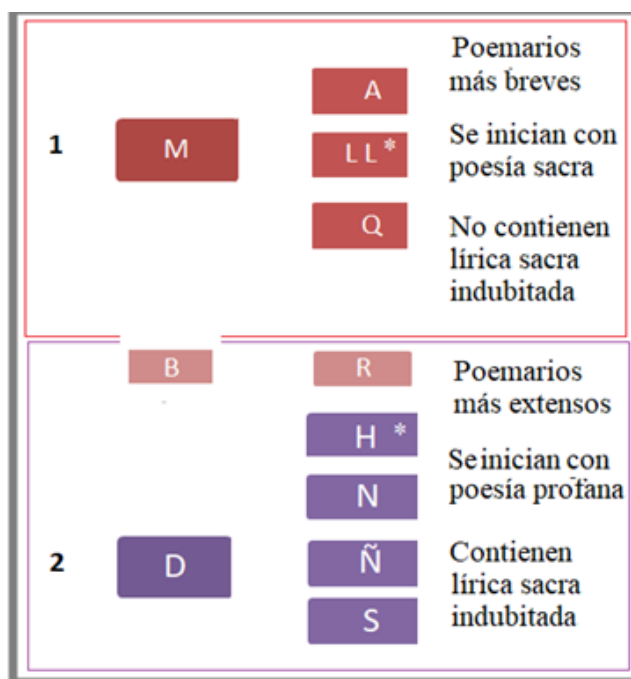 1
M
A
L L *
Q
Poemarios
más breves
Se inician con
poesía sacra
No contienen
lírica sacra
indubitada
B
R
2
D
H *
N
Ñ
S
Poemarios
más extensos
Se inician con
poesía profana
Contienen
lírica sacra
indubitada